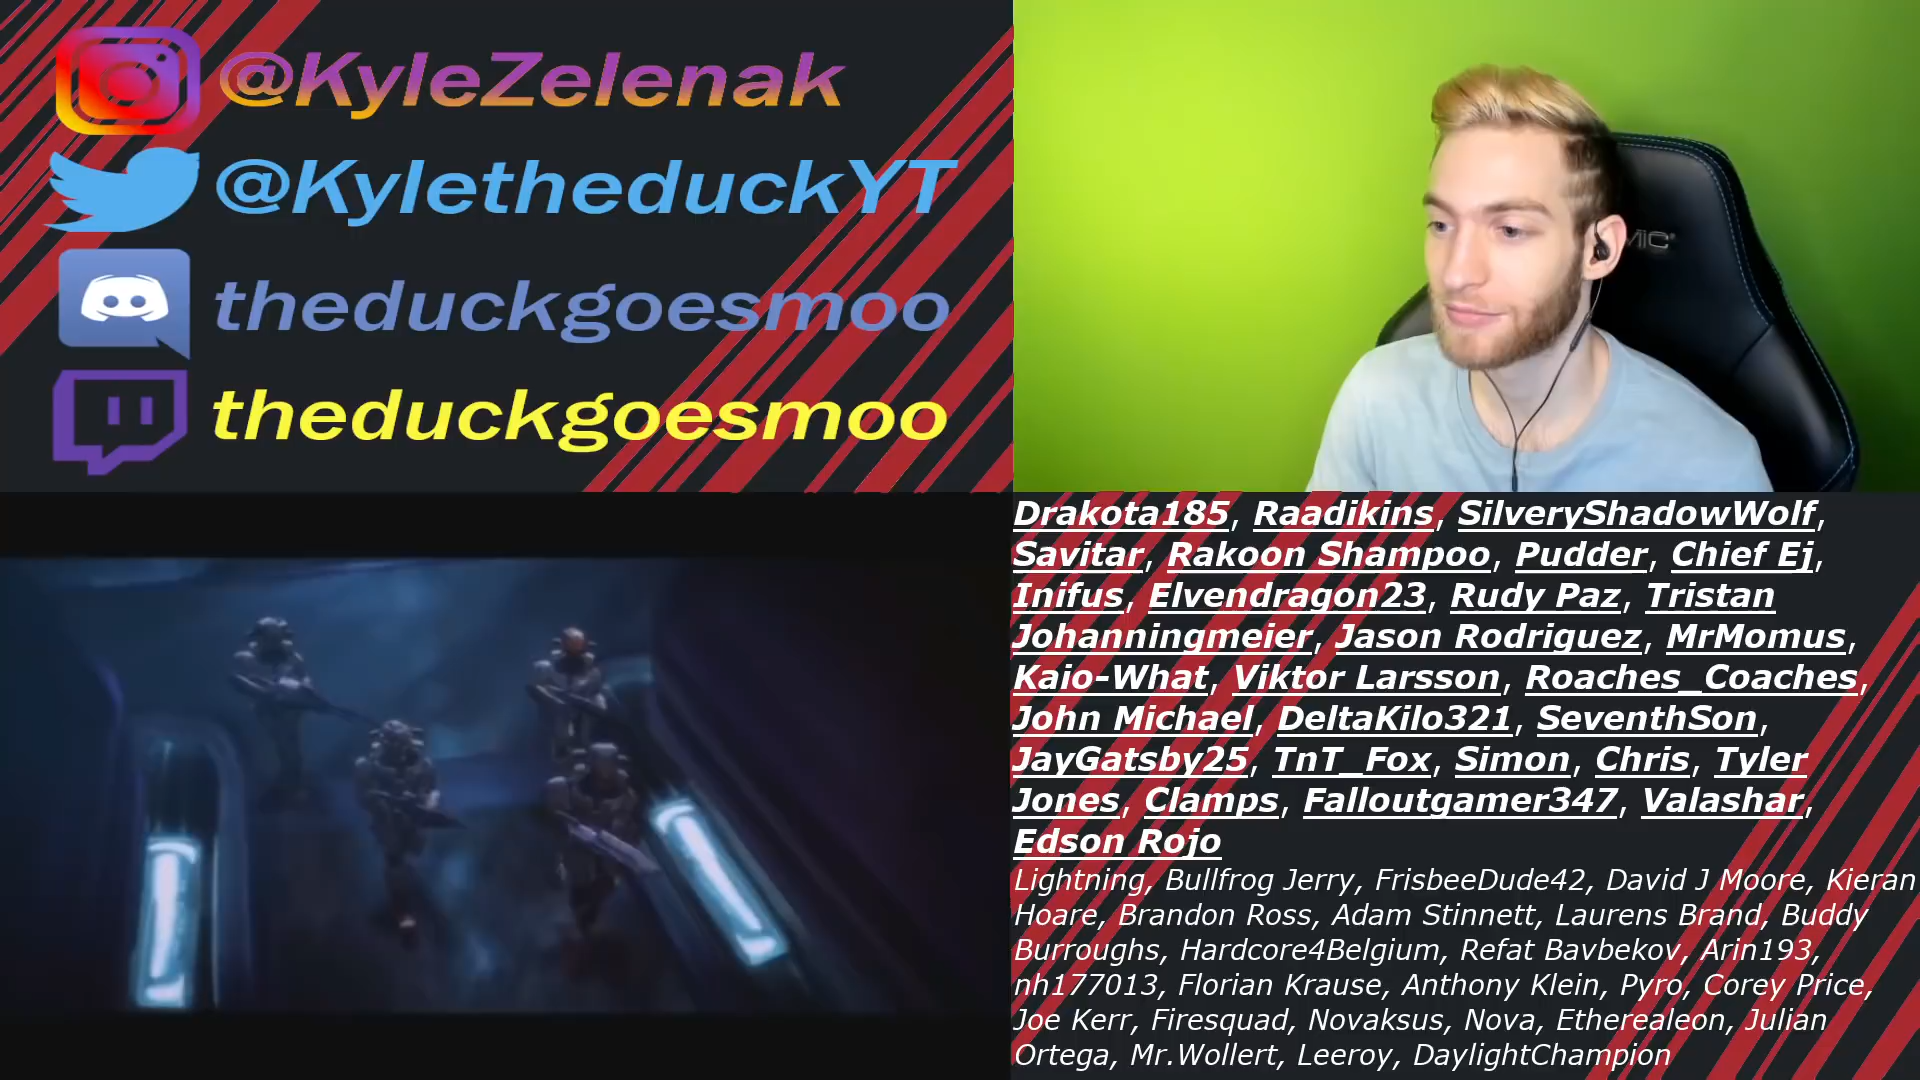 @KyleZelenak
@KyletheduckYT
theduckgoesmoo
theduckgoesmoo
Drakota185, Raadikins, SilveryShadowWolf,
Savitar, Rakoon Shampoo, Pudder, Chief Ej,
Inifus, Elvendragon23, Rudy Paz, Tristan
Johanningmeier, Jason Rodriguez, MrMomus,
Kaio-What, Viktor Larsson, Roaches_Coaches,
John Michael, DeltaKilo321, SeventhSon,
JayGatsby25, TnT_Fox, Simon, Chris, Tyler
Jones, Clamps, Falloutgamer347, Valashar,
Edson Rojo
Lightning, Bullfrog Jerry, FrisbeeDude42, David J Moore, Kieran
Hoare, Brandon Ross, Adam Stinnett, Laurens Brand, Buddy
Burroughs, Hardcore4Belgium, Refat Bavbekov, Arin193,
nh177013, Florian Krause, Anthony Klein, Pyro, Corey Price,
Joe Kerr, Firesquad, Novaksus, Nova, Etherealeon, Julian
Ortega, Mr.Wollert, Leeroy, DaylightChampion